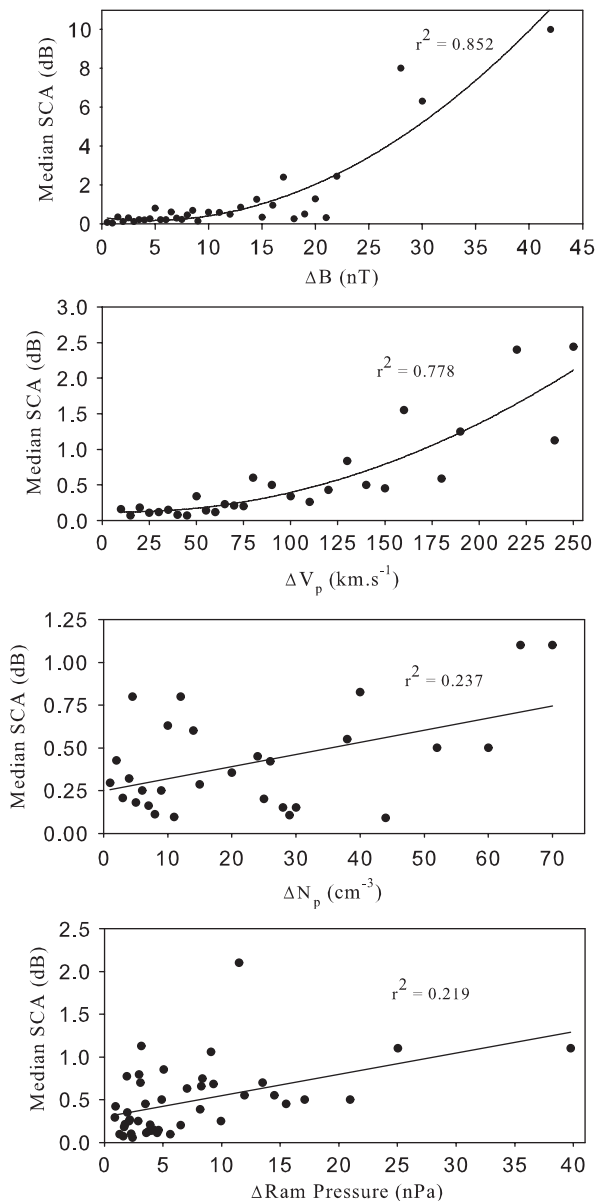 10
8
6
4
2
0
Median SCA (dB)
r² = 0.852
0 5 10 15 20 25 30 35 40 45
ΔB (nT)
3.0
2.5
2.0
1.5
1.0
0.5
0.0
Median SCA (dB)
r² = 0.778
0 25 50 75 100 125 150 175 200 225 250
ΔVₚ (km.s⁻¹)
1.25
1.00
0.75
0.50
0.25
0.00
Median SCA (dB)
r² = 0.237
0 10 20 30 40 50 60 70
ΔNₚ (cm⁻³)
2.5
2.0
1.5
1.0
0.5
0.0
Median SCA (dB)
r² = 0.219
0 5 10 15 20 25 30 35 40
ΔRam Pressure (nPa)